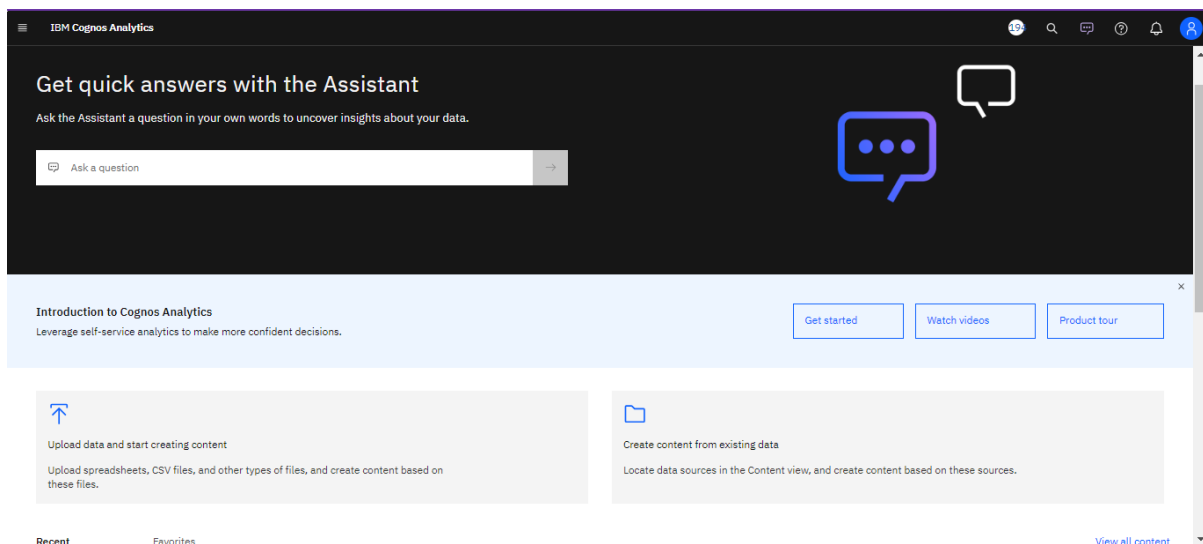 IBM Cognos Analytics
Get quick answers with the Assistant
Ask the Assistant a question in your own words to uncover insights about your data.
Ask a question
Introduction to Cognos Analytics
Leverage self-service analytics to make more confident decisions.
Get started
Watch videos
Product tour
Upload data and start creating content
Upload spreadsheets, CSV files, and other types of files, and create content based on
these files.
Create content from existing data
Locate data sources in the Content view, and create content based on these sources.
Recent
Favorites
View all content